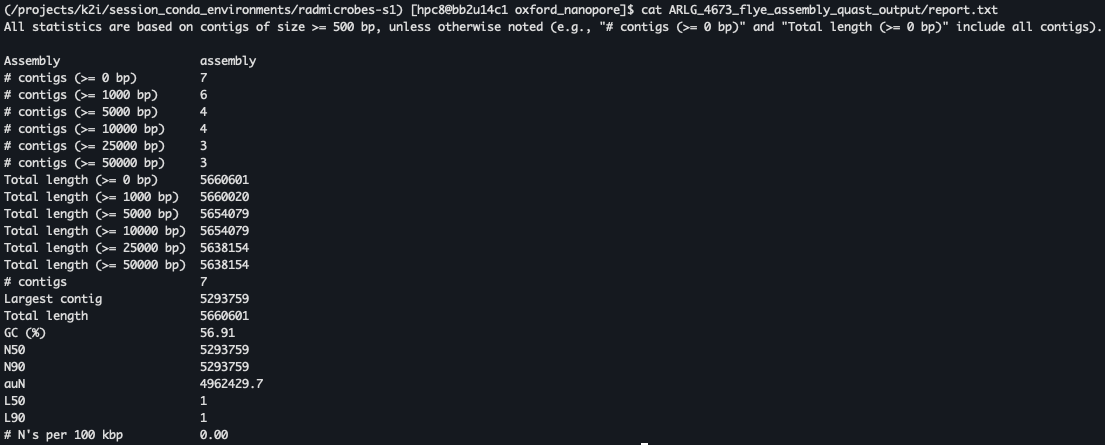 (/projects/k2i/session_conda_environments/radmicrobes-s1) [hpc8@bb2u14c1 oxford_nanopore]$ cat ARLG_4673_flye_assembly_quast_output/report.txt
All statistics are based on contigs of size >= 500 bp, unless otherwise noted (e.g., "# contigs (>= 0 bp)" and "Total length (>= 0 bp)" include all contigs).

Assembly                    assembly
# contigs (>= 0 bp)         7
# contigs (>= 1000 bp)      6
# contigs (>= 5000 bp)      4
# contigs (>= 10000 bp)     4
# contigs (>= 25000 bp)     3
# contigs (>= 50000 bp)     3
Total length (>= 0 bp)      5660601
Total length (>= 1000 bp)   5660020
Total length (>= 5000 bp)   5654079
Total length (>= 10000 bp)  5654079
Total length (>= 25000 bp)  5638154
Total length (>= 50000 bp)  5638154
# contigs                   7
Largest contig              5293759
Total length                5660601
GC (%)                      56.91
N50                         5293759
N90                         5293759
auN                         4962429.7
L50                         1
L90                         1
# N's per 100 kbp           0.00